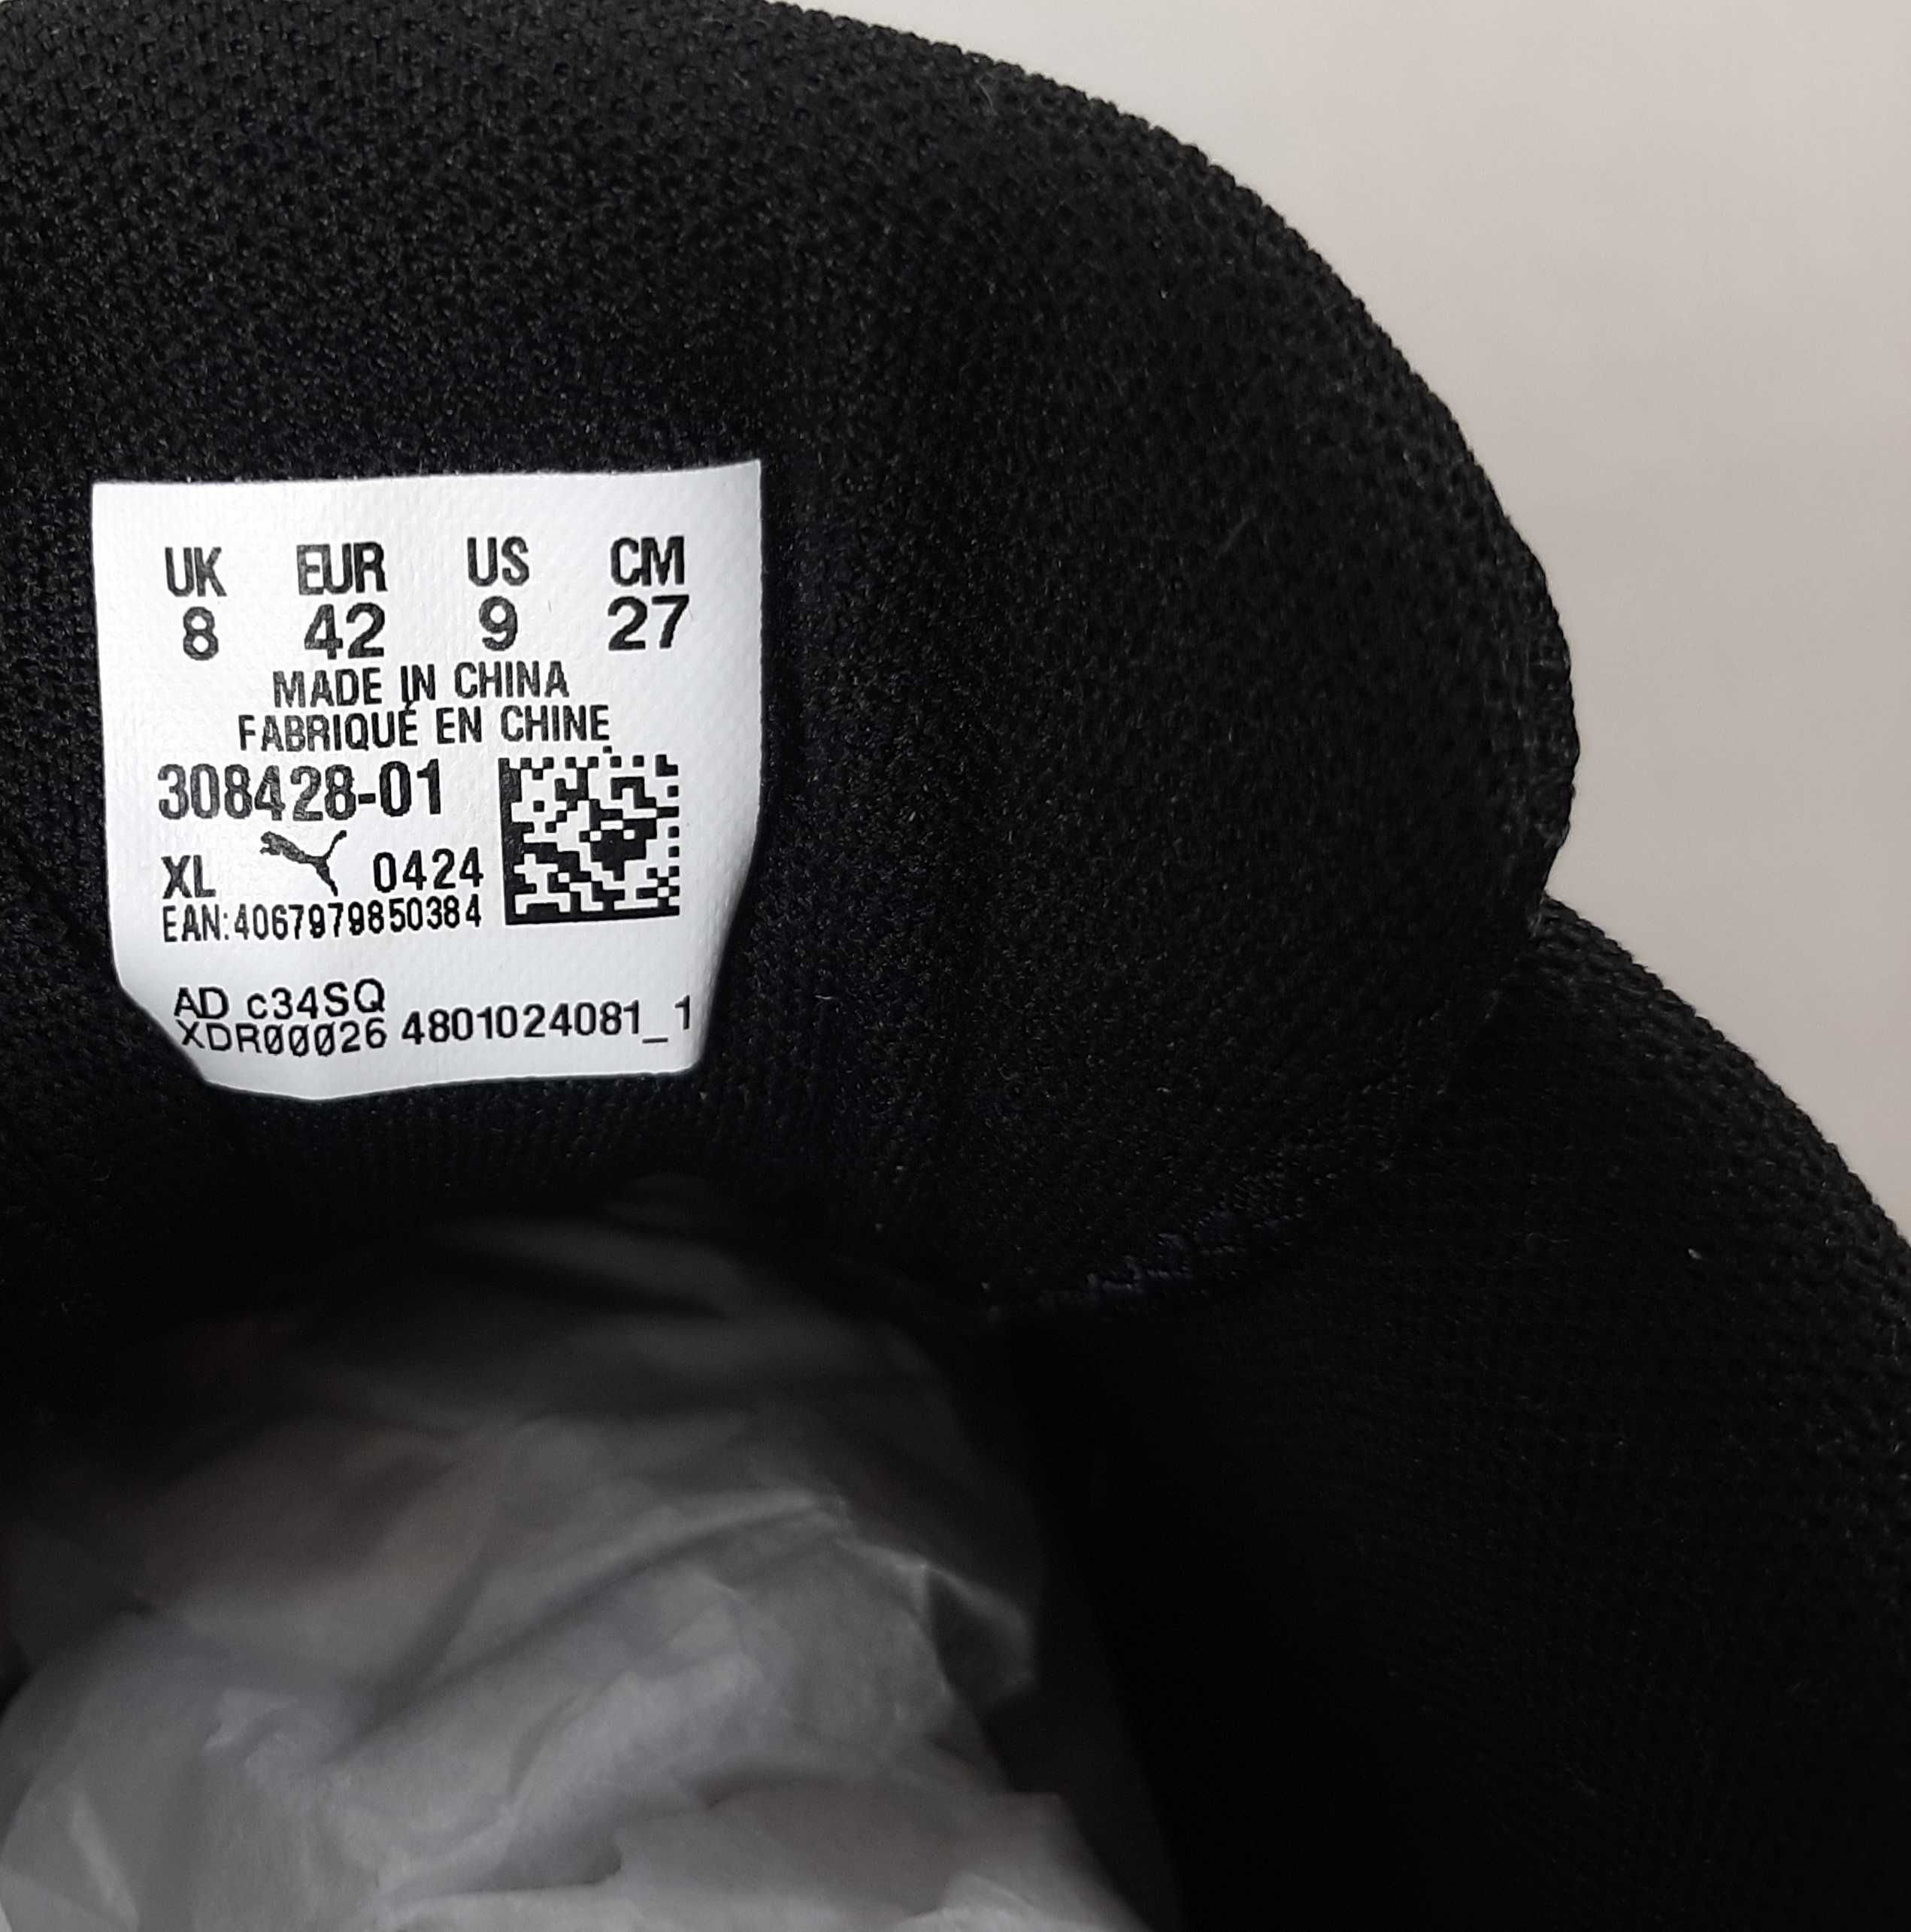 UK EUR US CM
8 42 9 27
MADE IN CHINA
FABRIQUÉ EN CHINE
308428-01
XL 0424
EAN:4067979850384
AD c34SQ
XDR00026 4801024081_1